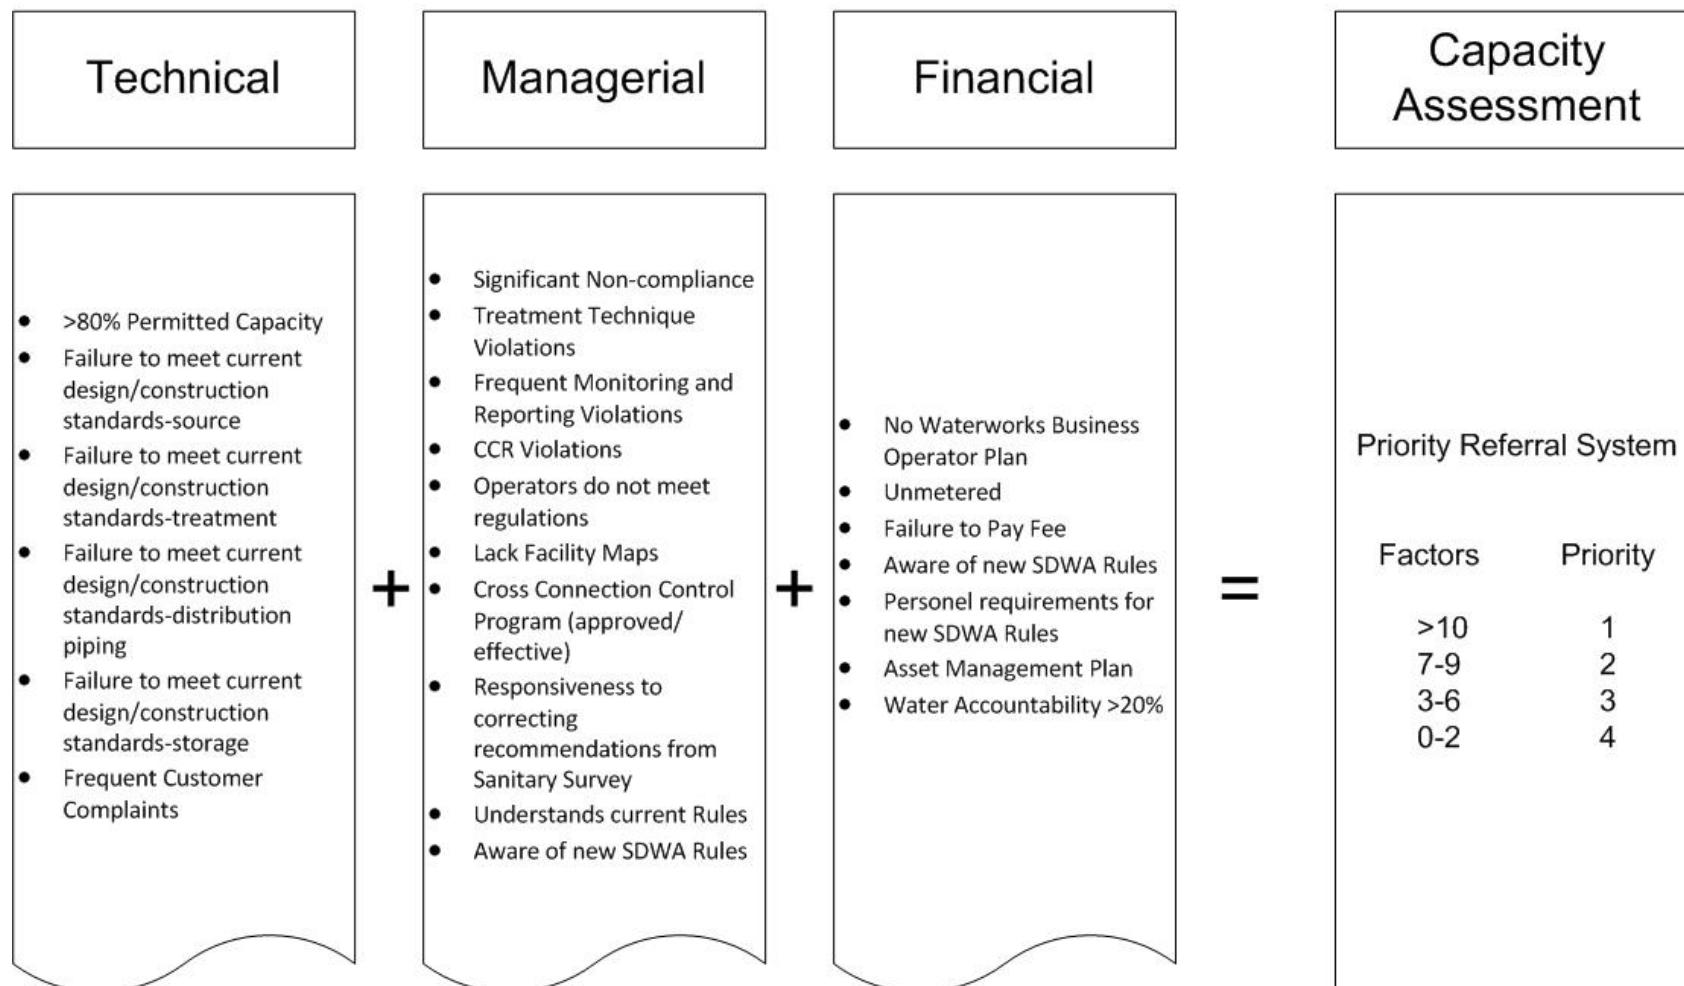 Technical
Managerial
Financial
Capacity
Assessment
● >80% Permitted Capacity
● Failure to meet current
design/construction
standards-source
● Failure to meet current
design/construction
standards-treatment
● Failure to meet current
design/construction
standards-distribution
piping
● Failure to meet current
design/construction
standards-storage
● Frequent Customer
Complaints
+
● Significant Non-compliance
● Treatment Technique
Violations
● Frequent Monitoring and
Reporting Violations
● CCR Violations
● Operators do not meet
regulations
● Lack Facility Maps
● Cross Connection Control
Program (approved/
effective)
● Responsiveness to
correcting
recommendations from
Sanitary Survey
● Understands current Rules
● Aware of new SDWA Rules
+
● No Waterworks Business
Operator Plan
● Unmetered
● Failure to Pay Fee
● Aware of new SDWA Rules
● Personel requirements for
new SDWA Rules
● Asset Management Plan
● Water Accountability >20%
=
Priority Referral System
Factors Priority
>10 1
7-9 2
3-6 3
0-2 4